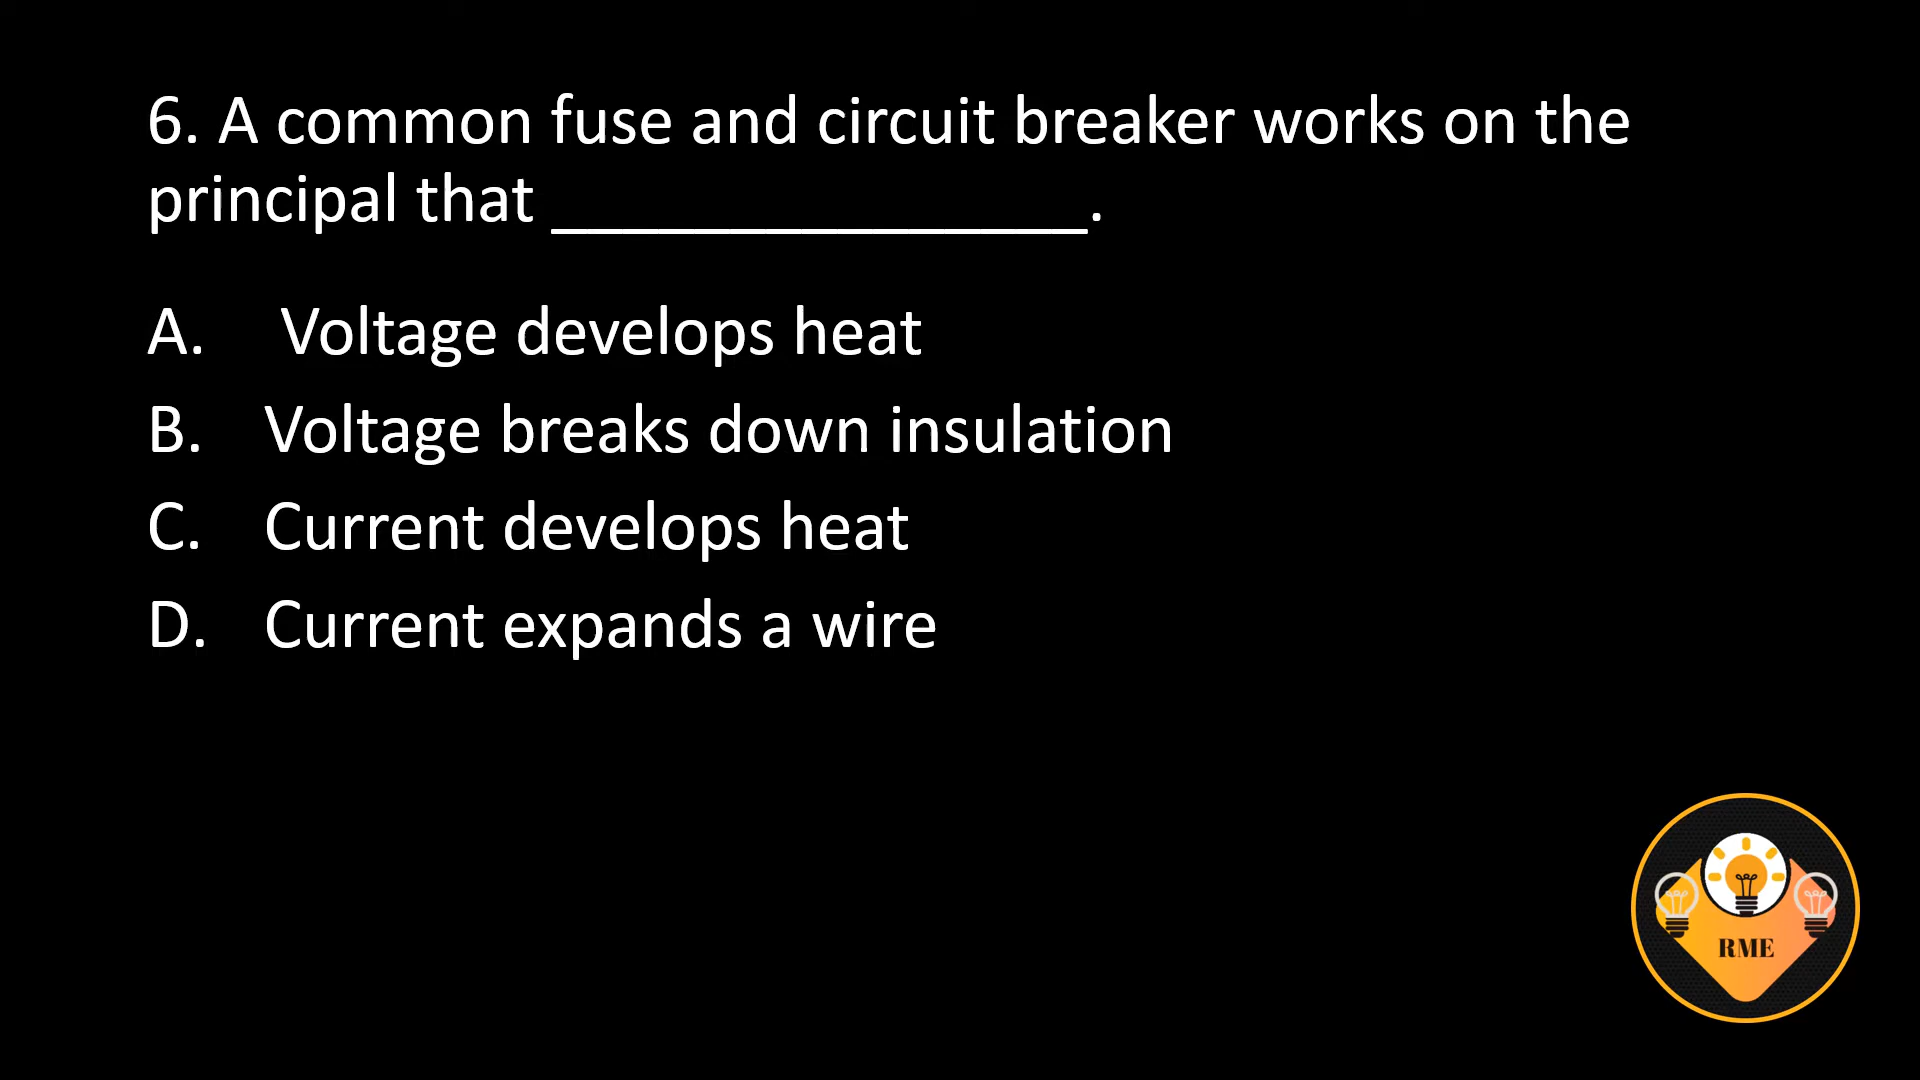 6. A common fuse and circuit breaker works on the
principal that _______________.
A. Voltage develops heat
B. Voltage breaks down insulation
C. Current develops heat
D. Current expands a wire
RME